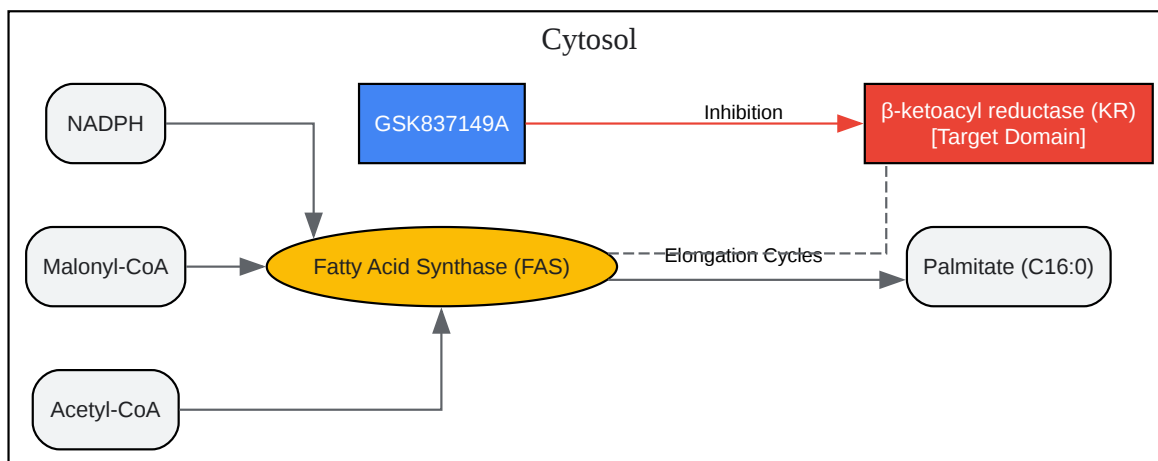 Cytosol
NADPH
GSK837149A
Inhibition
β-ketoacyl reductase (KR)
[Target Domain]
Malonyl-CoA
Fatty Acid Synthase (FAS)
Elongation Cycles
Palmitate (C16:0)
Acetyl-CoA